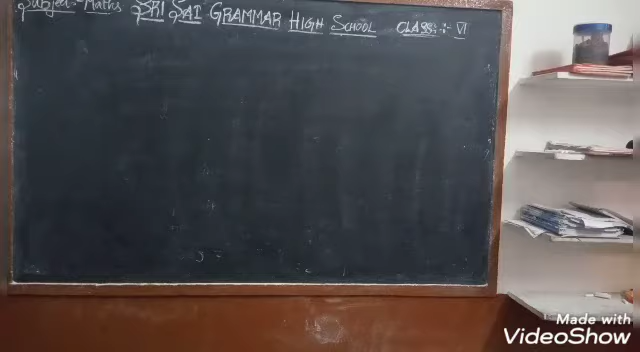 Subject:- Maths SRI SAI GRAMMAR HIGH SCHOOL CLASS:- VI
Made with
VideoShow